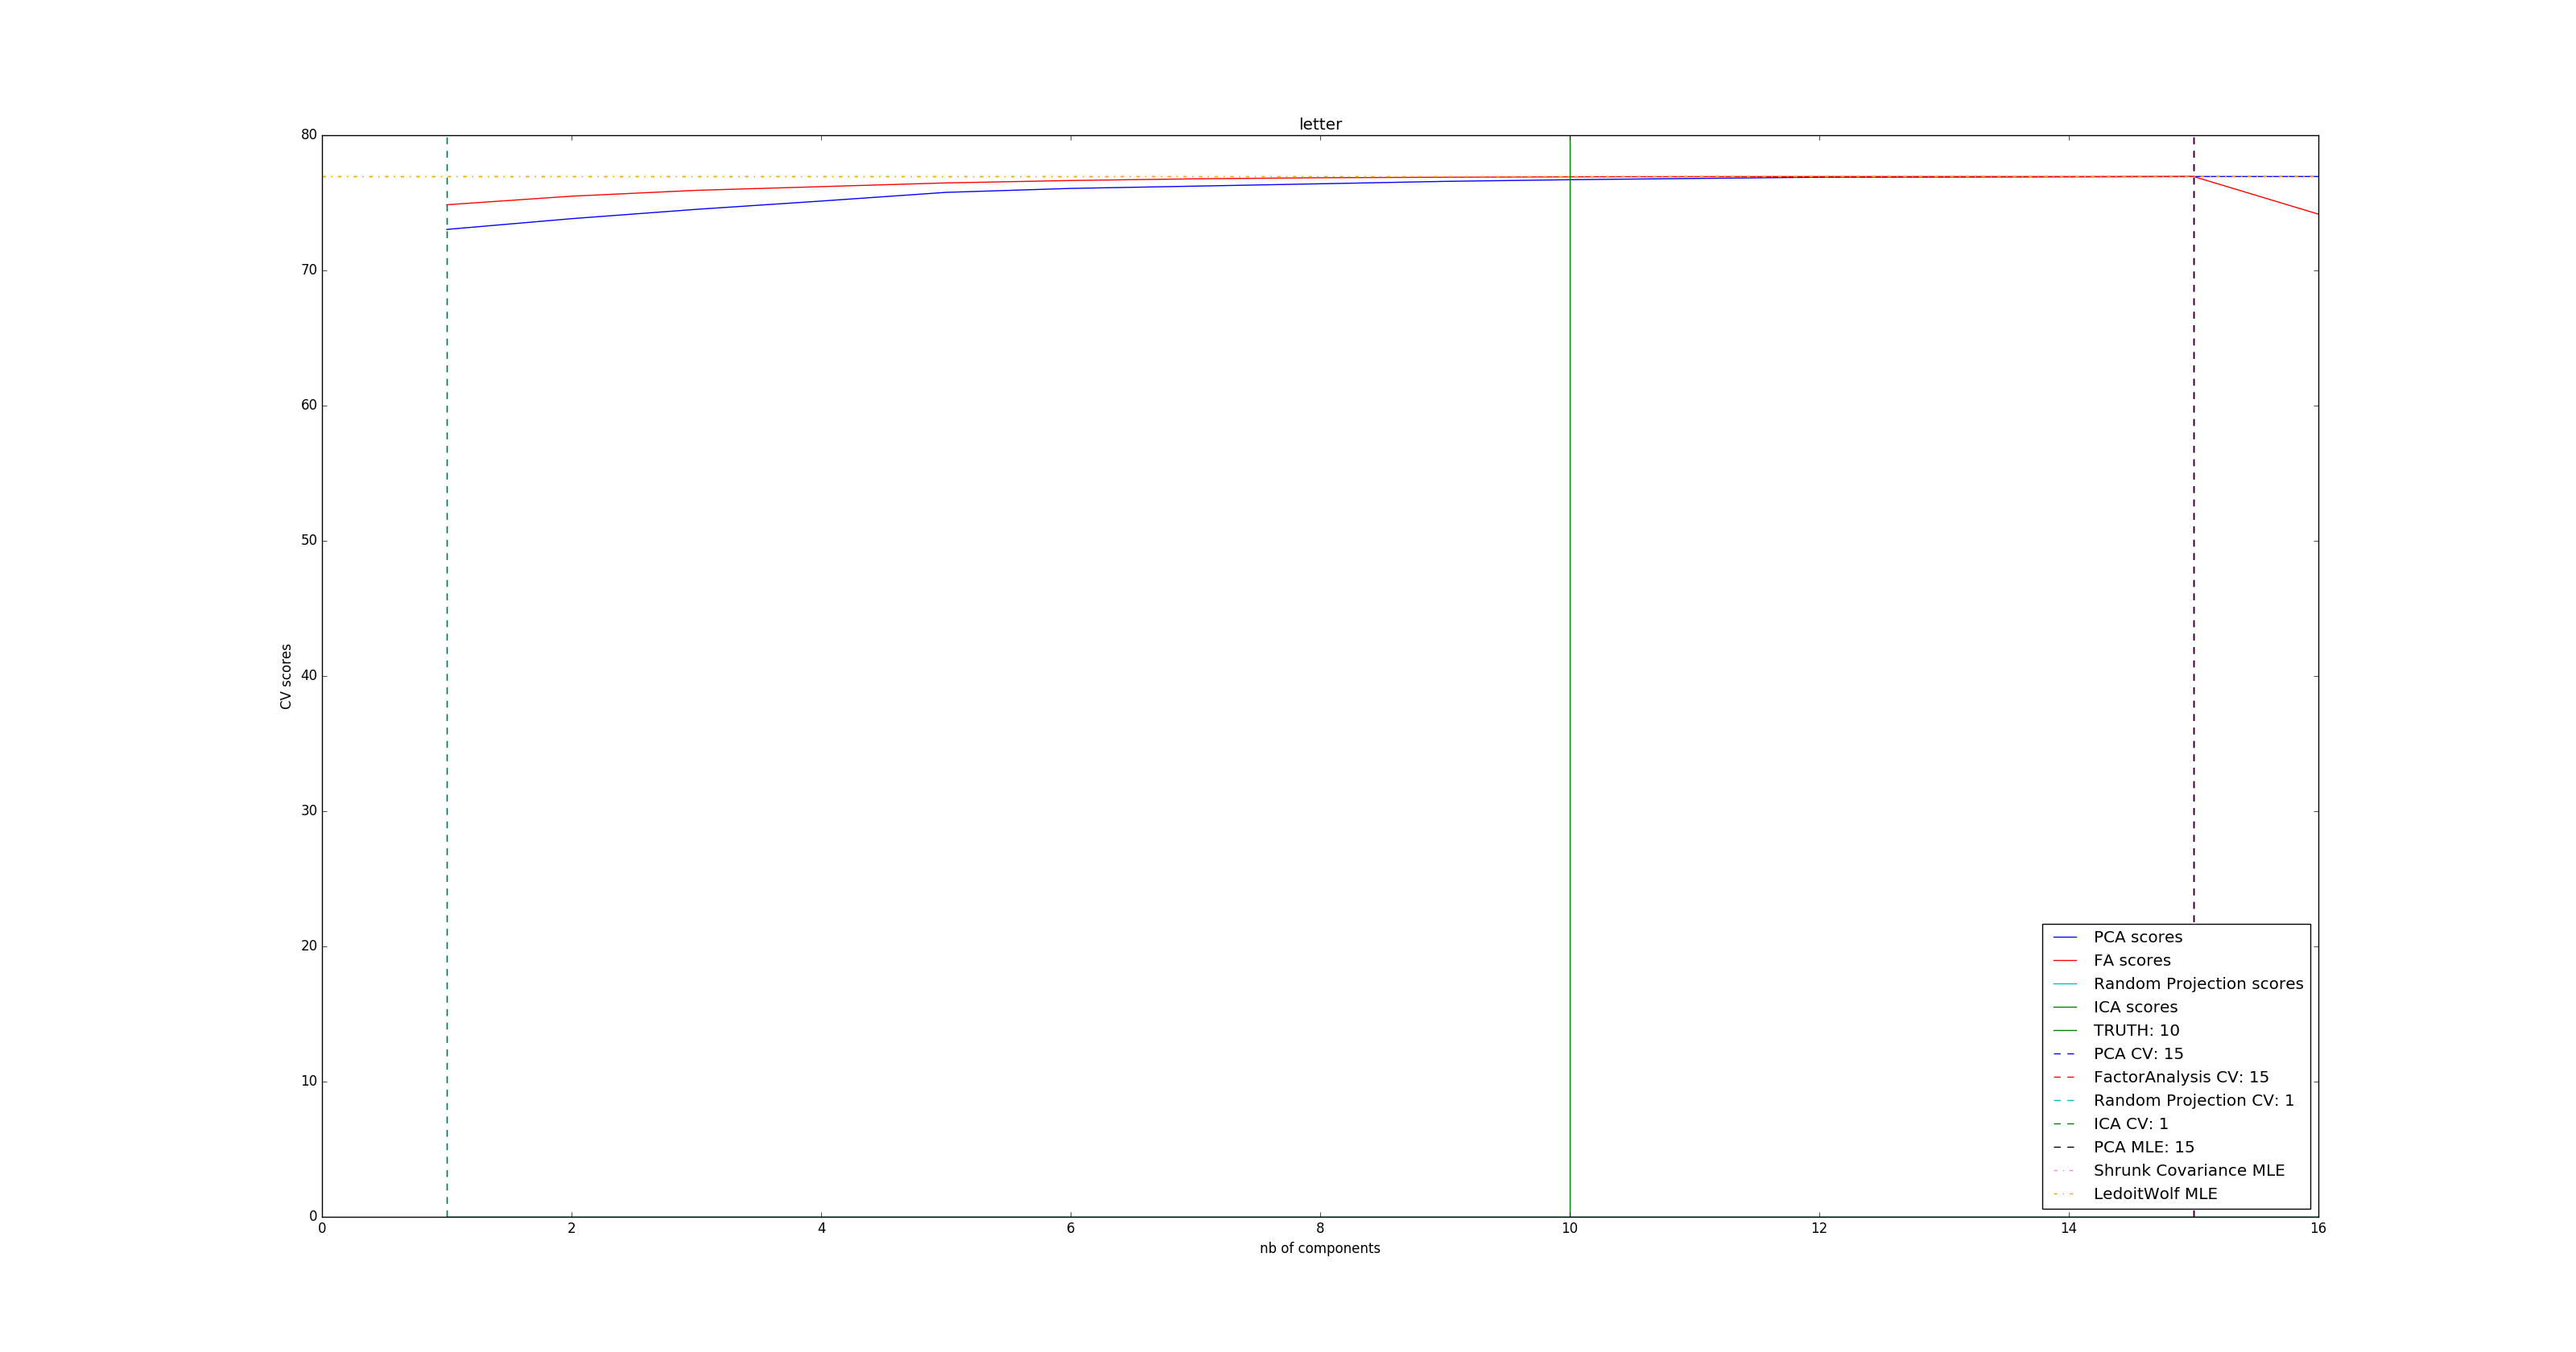 letter
80
70
60
50
40
30
20
10
0
CV scores
0 2 4 6 8 10 12 14 16
nb of components
PCA scores
FA scores
Random Projection scores
ICA scores
TRUTH: 10
PCA CV: 15
FactorAnalysis CV: 15
Random Projection CV: 1
ICA CV: 1
PCA MLE: 15
Shrunk Covariance MLE
LedoitWolf MLE